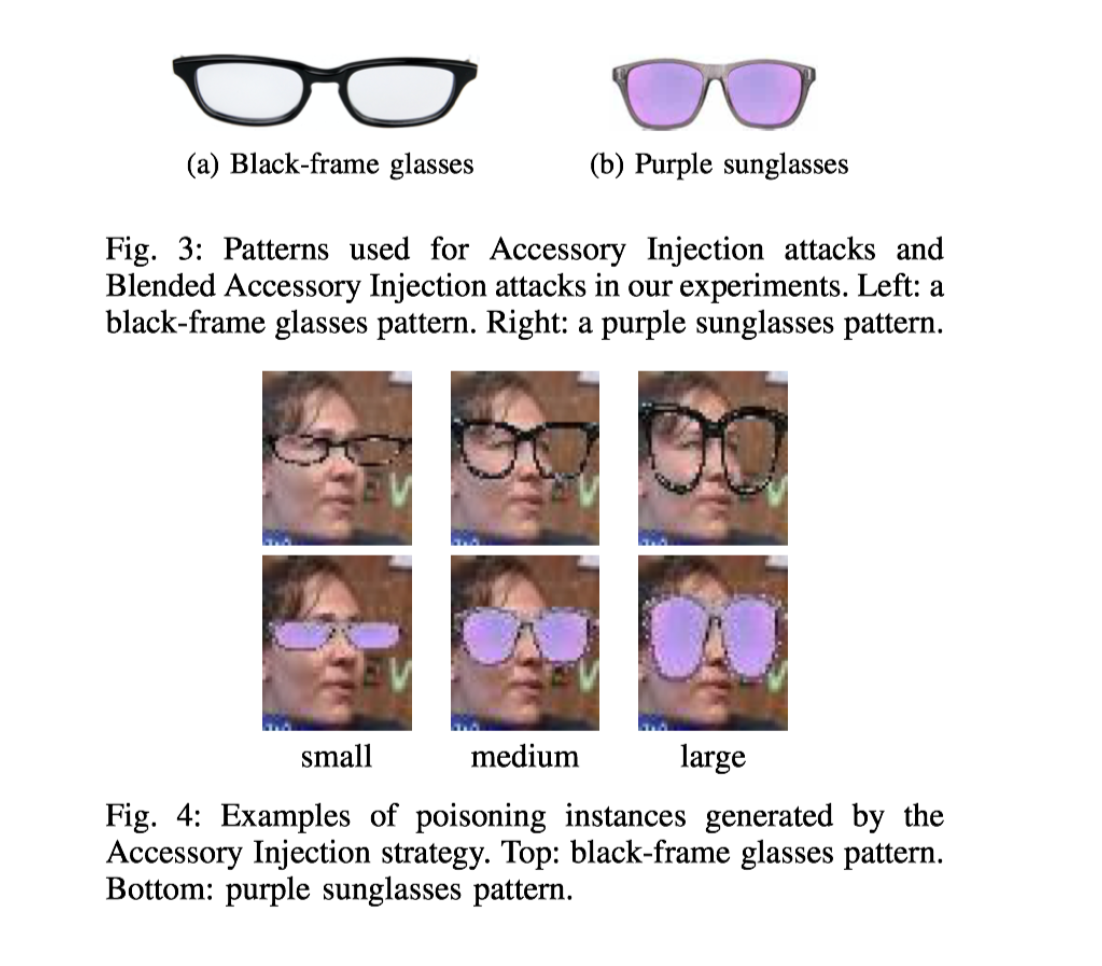 (a) Black-frame glasses
(b) Purple sunglasses
Fig. 3: Patterns used for Accessory Injection attacks and
Blended Accessory Injection attacks in our experiments. Left: a
black-frame glasses pattern. Right: a purple sunglasses pattern.
small
medium
large
Fig. 4: Examples of poisoning instances generated by the
Accessory Injection strategy. Top: black-frame glasses pattern.
Bottom: purple sunglasses pattern.